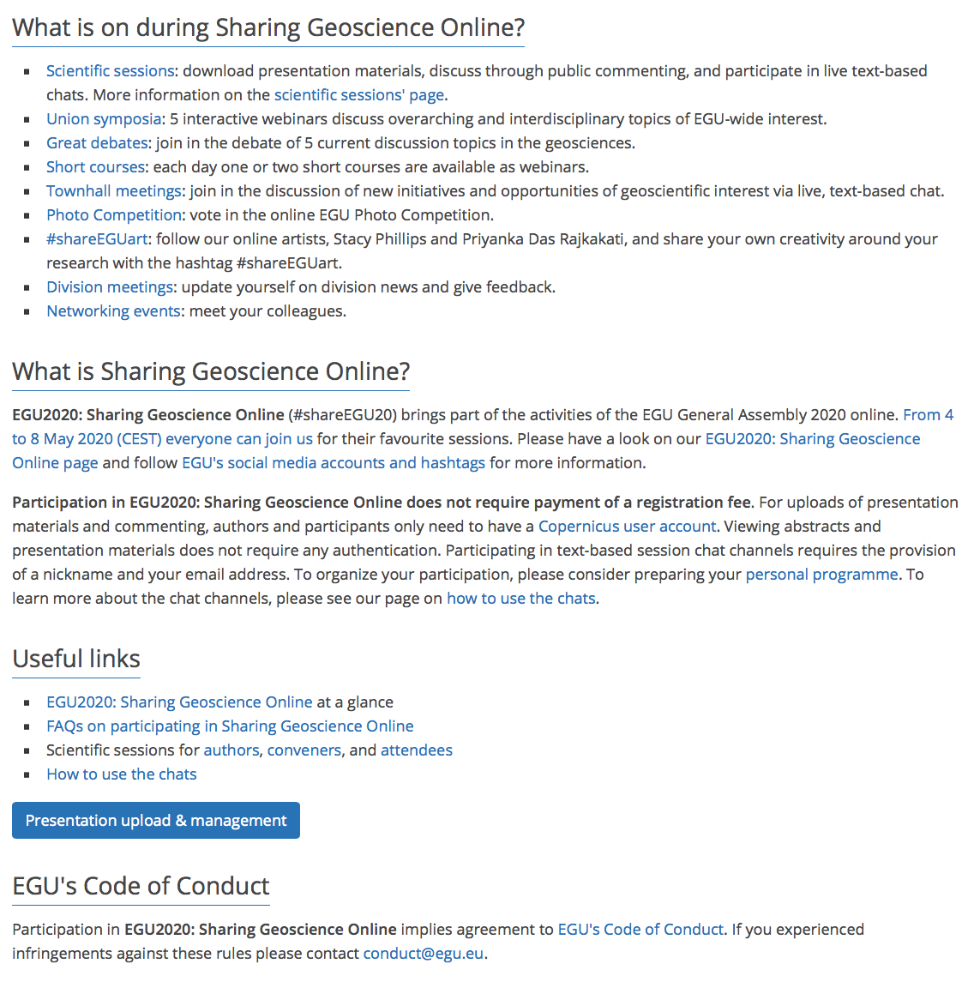 What is on during Sharing Geoscience Online?
▪ Scientific sessions: download presentation materials, discuss through public commenting, and participate in live text-based
chats. More information on the scientific sessions' page.
▪ Union symposia: 5 interactive webinars discuss overarching and interdisciplinary topics of EGU-wide interest.
▪ Great debates: join in the debate of 5 current discussion topics in the geosciences.
▪ Short courses: each day one or two short courses are available as webinars.
▪ Townhall meetings: join in the discussion of new initiatives and opportunities of geoscientific interest via live, text-based chat.
▪ Photo Competition: vote in the online EGU Photo Competition.
▪ #shareEGUart: follow our online artists, Stacy Phillips and Priyanka Das Rajkakati, and share your own creativity around your
research with the hashtag #shareEGUart.
▪ Division meetings: update yourself on division news and give feedback.
▪ Networking events: meet your colleagues.
What is Sharing Geoscience Online?
EGU2020: Sharing Geoscience Online (#shareEGU20) brings part of the activities of the EGU General Assembly 2020 online. From 4
to 8 May 2020 (CEST) everyone can join us for their favourite sessions. Please have a look on our EGU2020: Sharing Geoscience
Online page and follow EGU's social media accounts and hashtags for more information.
Participation in EGU2020: Sharing Geoscience Online does not require payment of a registration fee. For uploads of presentation
materials and commenting, authors and participants only need to have a Copernicus user account. Viewing abstracts and
presentation materials does not require any authentication. Participating in text-based session chat channels requires the provision
of a nickname and your email address. To organize your participation, please consider preparing your personal programme. To
learn more about the chat channels, please see our page on how to use the chats.
Useful links
▪ EGU2020: Sharing Geoscience Online at a glance
▪ FAQs on participating in Sharing Geoscience Online
▪ Scientific sessions for authors, conveners, and attendees
▪ How to use the chats
Presentation upload & management
EGU's Code of Conduct
Participation in EGU2020: Sharing Geoscience Online implies agreement to EGU's Code of Conduct. If you experienced
infringements against these rules please contact conduct@egu.eu.